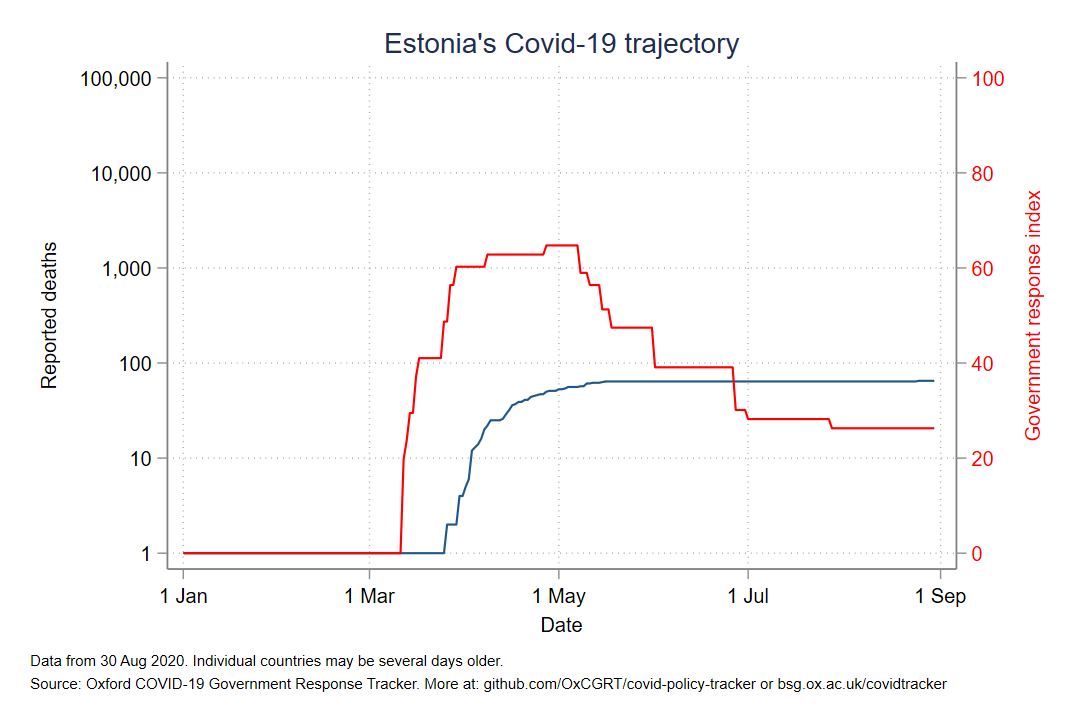 Estonia's Covid-19 trajectory
100,000
10,000
1,000
100
10
1
Reported deaths
100
80
60
40
20
0
Government response index
1 Jan
1 Mar
1 May
1 Jul
1 Sep
Date
Data from 30 Aug 2020. Individual countries may be several days older.
Source: Oxford COVID-19 Government Response Tracker. More at: github.com/OxCGRT/covid-policy-tracker or bsg.ox.ac.uk/covidtracker